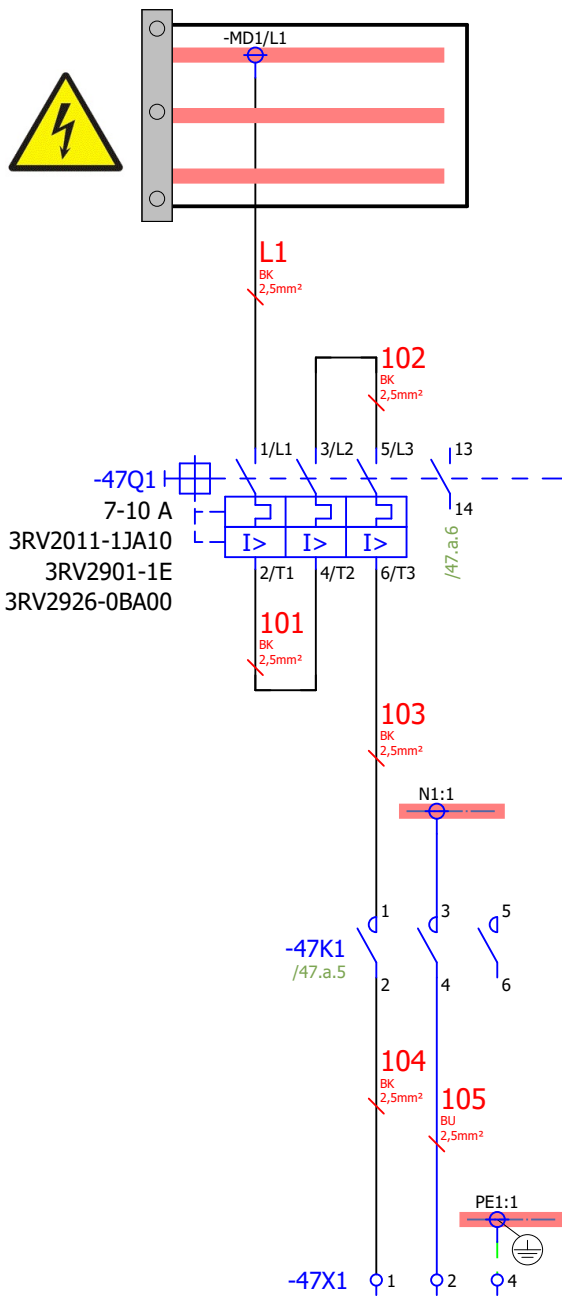 -MD1/L1
L1
BK
2,5mm²
102
BK
2,5mm²
1/L1 3/L2 5/L3 13
-47Q1
14
7-10 A
3RV2011-1JA10
I> I> I>
/47.a.6
3RV2901-1E
2/T1 4/T2 6/T3
3RV2926-0BA00
101
BK
2,5mm²
103
BK
2,5mm²
N1:1
1 3 5
-47K1
/47.a.5
2 4 6
104
BK
2,5mm²
105
BU
2,5mm²
PE1:1
-47X1 1 2 4